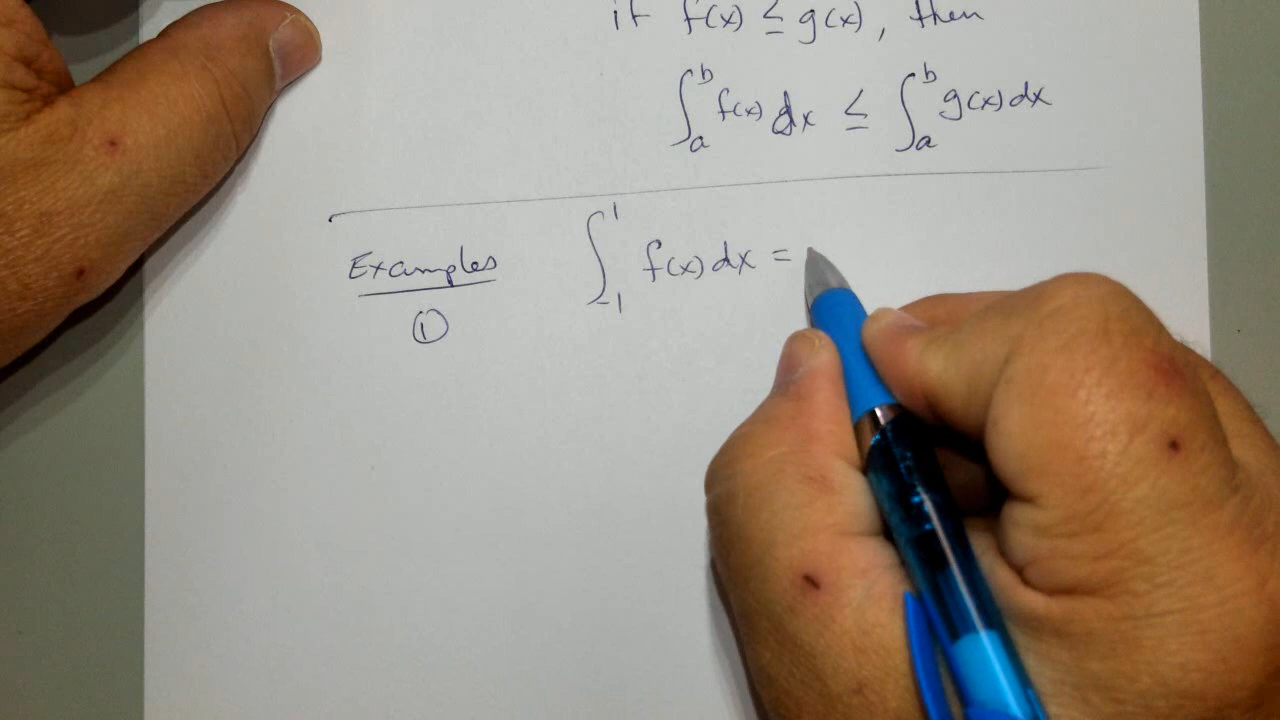 if f(x) ≤ g(x), then
∫_a^b f(x) dx ≤ ∫_a^b g(x) dx
Examples
① ∫_{-1}^1 f(x) dx =